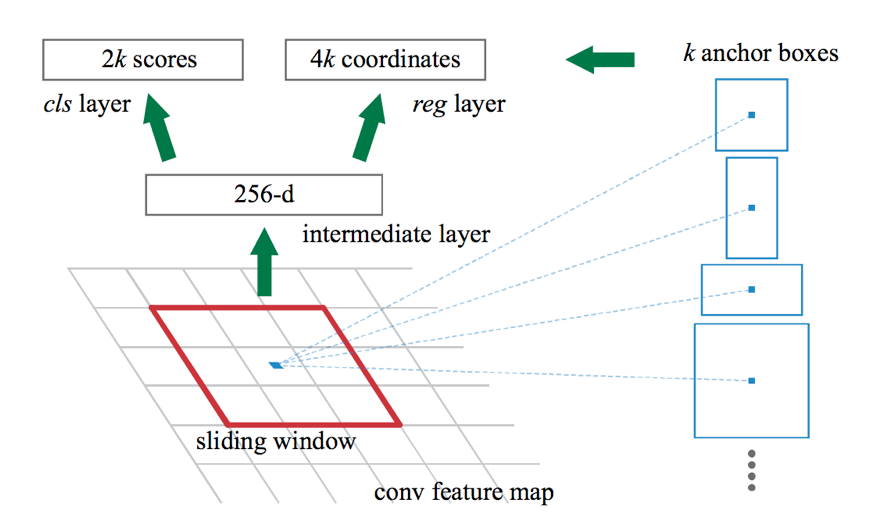 2k scores
4k coordinates
k anchor boxes
cls layer
reg layer
256-d
intermediate layer
sliding window
conv feature map